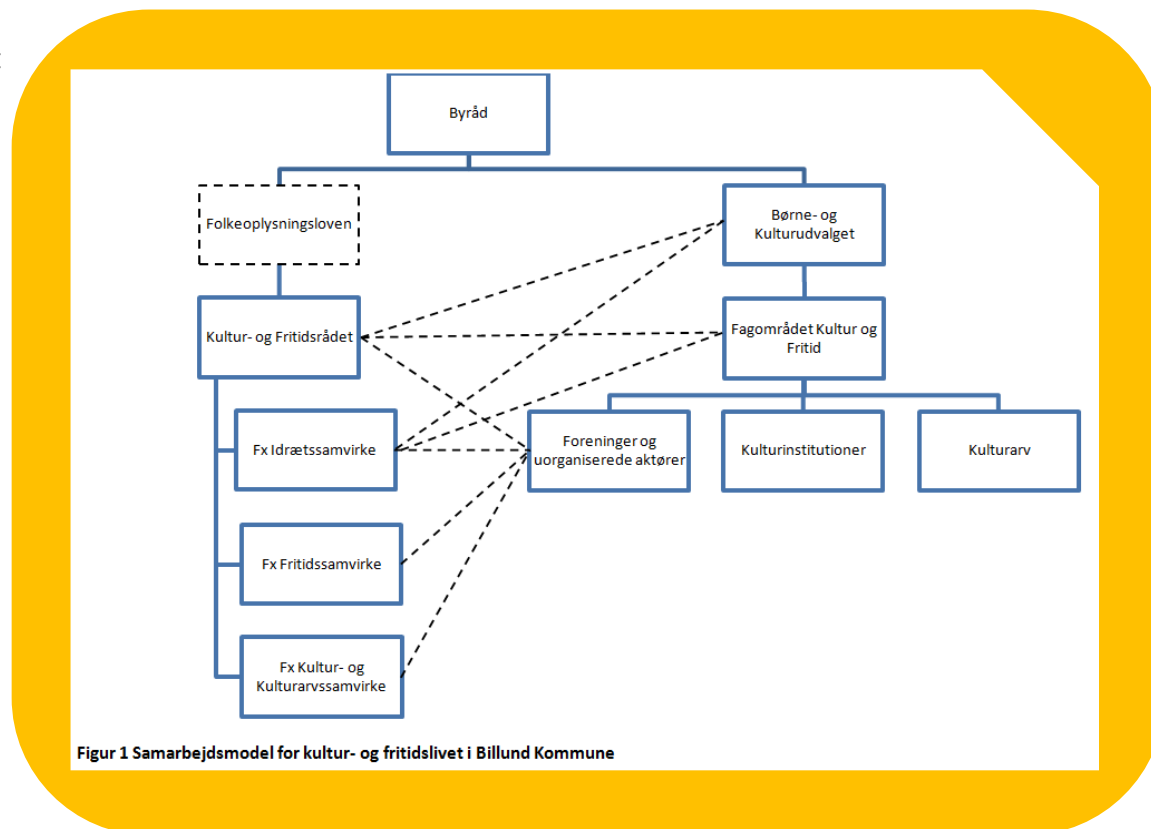 Byråd
Folkeoplysningsloven
Børne- og
Kulturudvalget
Kultur- og Fritidsrådet
Fagområdet Kultur og
Fritid
Fx Idrætssamvirke
Foreninger og
uorganiserede aktører
Kulturinstitutioner
Kulturarv
Fx Fritidssamvirke
Fx Kultur- og
Kulturarvssamvirke
Figur 1 Samarbejdsmodel for kultur- og fritidslivet i Billund Kommune